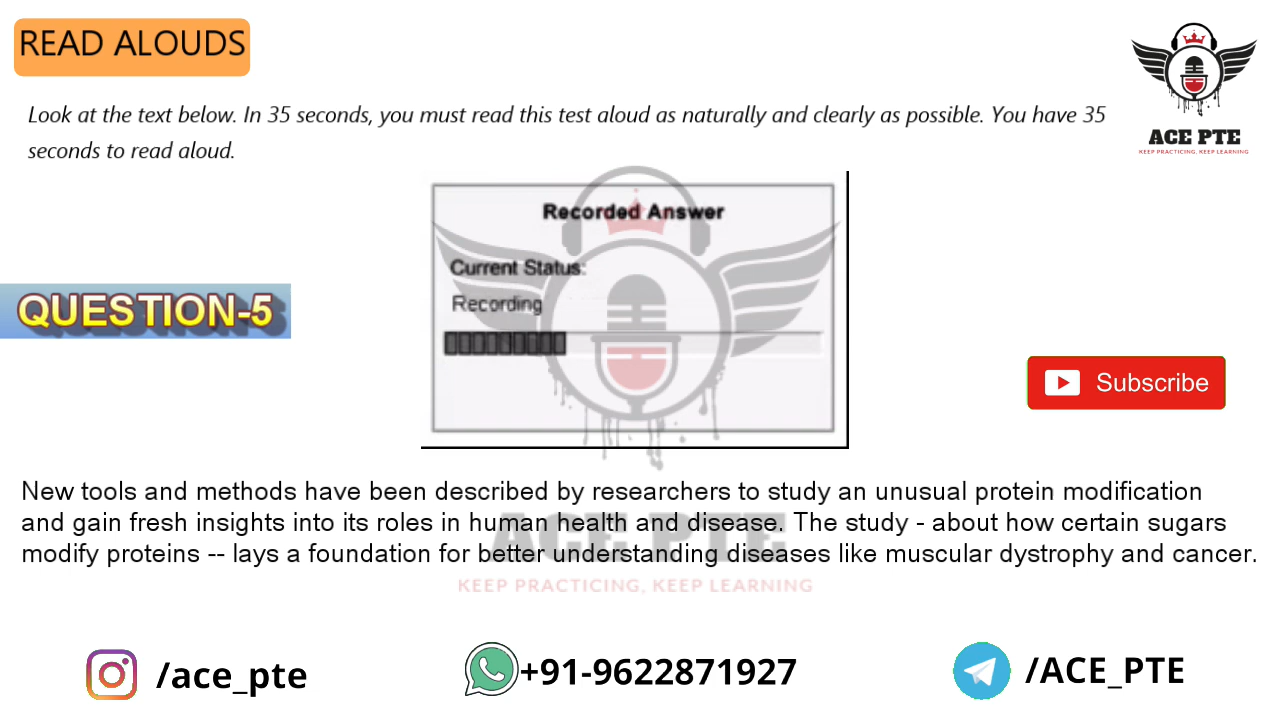 READ ALOUDS
Look at the text below. In 35 seconds, you must read this test aloud as naturally and clearly as possible. You have 35
seconds to read aloud.
ACE PTE
KEEP PRACTICING, KEEP LEARNING
Recorded Answer
Current Status:
Recording
QUESTION-5
Subscribe
New tools and methods have been described by researchers to study an unusual protein modification
and gain fresh insights into its roles in human health and disease. The study - about how certain sugars
modify proteins -- lays a foundation for better understanding diseases like muscular dystrophy and cancer.
ACE PTE
KEEP PRACTICING, KEEP LEARNING
/ace_pte
+91-9622871927
/ACE_PTE